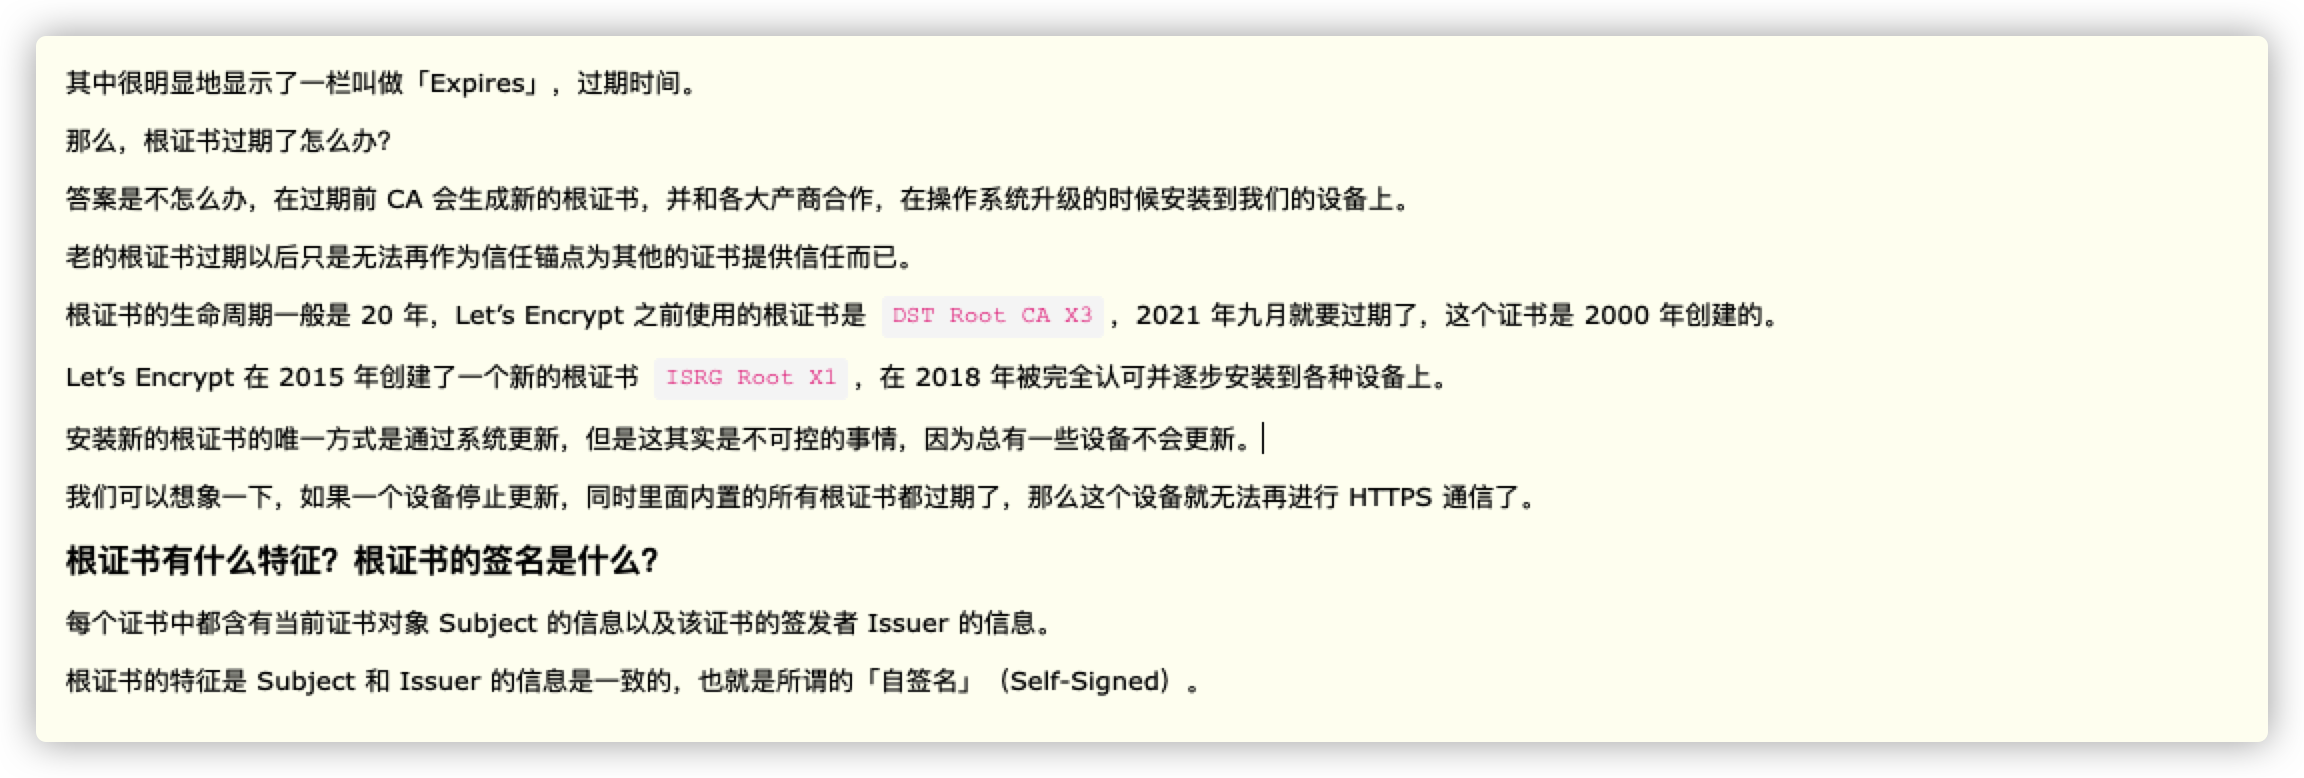 其中很明显地显示了一栏叫做「Expires」，过期时间。
那么，根证书过期了怎么办？
答案是不怎么办，在过期前 CA 会生成新的根证书，并和各大产商合作，在操作系统升级的时候安装到我们的设备上。
老的根证书过期以后只是无法再作为信任锚点为其他的证书提供信任而已。
根证书的生命周期一般是 20 年，Let’s Encrypt 之前使用的根证书是 DST Root CA X3 ，2021 年九月就要过期了，这个证书是 2000 年创建的。
Let’s Encrypt 在 2015 年创建了一个新的根证书 ISRG Root X1 ，在 2018 年被完全认可并逐步安装到各种设备上。
安装新的根证书的唯一方式是通过系统更新，但是这其实是不可控的事情，因为总有一些设备不会更新。
我们可以想象一下，如果一个设备停止更新，同时里面内置的所有根证书都过期了，那么这个设备就无法再进行 HTTPS 通信了。
根证书有什么特征？根证书的签名是什么？
每个证书中都含有当前证书对象 Subject 的信息以及该证书的签发者 Issuer 的信息。
根证书的特征是 Subject 和 Issuer 的信息是一致的，也就是所谓的「自签名」（Self-Signed）。